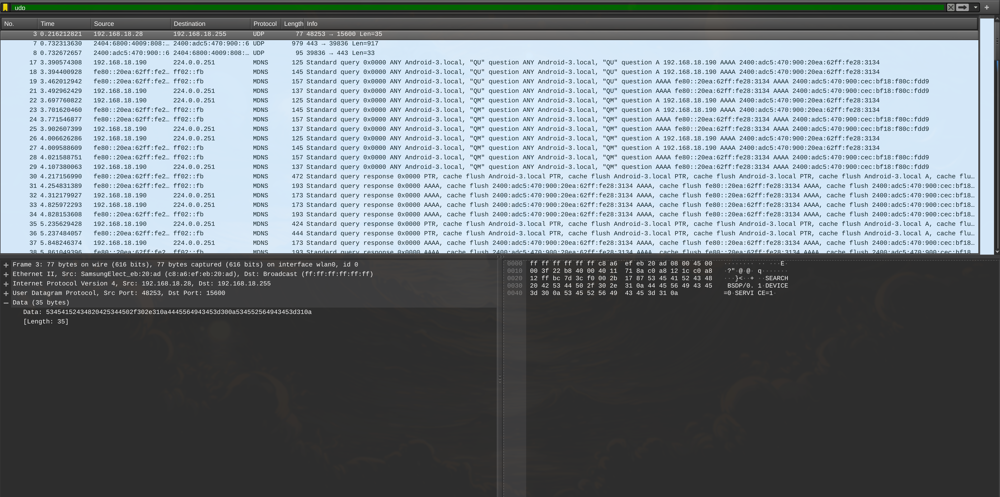 udp
No. Time Source Destination Protocol Length Info
3 0.216212821 192.168.18.28 192.168.18.255 UDP 77 48253 → 15600 Len=35
7 0.732313630 2404:6800:4009:808:… 2400:adc5:470:900::6 UDP 979 443 → 39836 Len=917
8 0.732672657 2400:adc5:470:900::6 2404:6800:4009:808:… UDP 95 39836 → 443 Len=33
17 3.390574308 192.168.18.190 224.0.0.251 MDNS 125 Standard query 0x0000 ANY Android-3.local, "QU" question ANY Android-3.local, "QU" question A 192.168.18.190 AAAA 2400:adc5:470:900:20ea:62ff:fe28:3134
18 3.394400928 fe80::20ea:62ff:fe2… ff02::fb MDNS 145 Standard query 0x0000 ANY Android-3.local, "QU" question ANY Android-3.local, "QU" question A 192.168.18.190 AAAA 2400:adc5:470:900:20ea:62ff:fe28:3134
19 3.462012942 fe80::20ea:62ff:fe2… ff02::fb MDNS 157 Standard query 0x0000 ANY Android-3.local, "QU" question ANY Android-3.local, "QU" question AAAA fe80::20ea:62ff:fe28:3134 AAAA 2400:adc5:470:900:cec:bf18:f80c:fdd9
21 3.492962429 192.168.18.190 224.0.0.251 MDNS 137 Standard query 0x0000 ANY Android-3.local, "QU" question ANY Android-3.local, "QU" question AAAA fe80::20ea:62ff:fe28:3134 AAAA 2400:adc5:470:900:cec:bf18:f80c:fdd9
22 3.697760822 192.168.18.190 224.0.0.251 MDNS 125 Standard query 0x0000 ANY Android-3.local, "QM" question ANY Android-3.local, "QM" question A 192.168.18.190 AAAA 2400:adc5:470:900:20ea:62ff:fe28:3134
23 3.701620460 fe80::20ea:62ff:fe2… ff02::fb MDNS 145 Standard query 0x0000 ANY Android-3.local, "QM" question ANY Android-3.local, "QM" question A 192.168.18.190 AAAA 2400:adc5:470:900:20ea:62ff:fe28:3134
24 3.771546877 fe80::20ea:62ff:fe2… ff02::fb MDNS 157 Standard query 0x0000 ANY Android-3.local, "QM" question ANY Android-3.local, "QM" question AAAA fe80::20ea:62ff:fe28:3134 AAAA 2400:adc5:470:900:cec:bf18:f80c:fdd9
25 3.902607399 192.168.18.190 224.0.0.251 MDNS 137 Standard query 0x0000 ANY Android-3.local, "QM" question ANY Android-3.local, "QM" question AAAA fe80::20ea:62ff:fe28:3134 AAAA 2400:adc5:470:900:cec:bf18:f80c:fdd9
26 4.006626286 192.168.18.190 224.0.0.251 MDNS 125 Standard query 0x0000 ANY Android-3.local, "QM" question ANY Android-3.local, "QM" question A 192.168.18.190 AAAA 2400:adc5:470:900:20ea:62ff:fe28:3134
27 4.009588609 fe80::20ea:62ff:fe2… ff02::fb MDNS 145 Standard query 0x0000 ANY Android-3.local, "QM" question ANY Android-3.local, "QM" question A 192.168.18.190 AAAA 2400:adc5:470:900:20ea:62ff:fe28:3134
28 4.021588751 fe80::20ea:62ff:fe2… ff02::fb MDNS 157 Standard query 0x0000 ANY Android-3.local, "QM" question ANY Android-3.local, "QM" question AAAA fe80::20ea:62ff:fe28:3134 AAAA 2400:adc5:470:900:cec:bf18:f80c:fdd9
29 4.107380063 192.168.18.190 224.0.0.251 MDNS 137 Standard query 0x0000 ANY Android-3.local, "QM" question ANY Android-3.local, "QM" question AAAA fe80::20ea:62ff:fe28:3134 AAAA 2400:adc5:470:900:cec:bf18:f80c:fdd9
30 4.217156990 fe80::20ea:62ff:fe2… ff02::fb MDNS 472 Standard query response 0x0000 PTR, cache flush Android-3.local PTR, cache flush Android-3.local PTR, cache flush Android-3.local PTR, cache flush Android-3.local A, cache flu…
31 4.254831389 fe80::20ea:62ff:fe2… ff02::fb MDNS 193 Standard query response 0x0000 AAAA, cache flush 2400:adc5:470:900:20ea:62ff:fe28:3134 AAAA, cache flush fe80::20ea:62ff:fe28:3134 AAAA, cache flush 2400:adc5:470:900:cec:bf18…
32 4.312179927 192.168.18.190 224.0.0.251 MDNS 173 Standard query response 0x0000 AAAA, cache flush 2400:adc5:470:900:20ea:62ff:fe28:3134 AAAA, cache flush fe80::20ea:62ff:fe28:3134 AAAA, cache flush 2400:adc5:470:900:cec:bf18…
33 4.825972293 192.168.18.190 224.0.0.251 MDNS 173 Standard query response 0x0000 AAAA, cache flush 2400:adc5:470:900:20ea:62ff:fe28:3134 AAAA, cache flush fe80::20ea:62ff:fe28:3134 AAAA, cache flush 2400:adc5:470:900:cec:bf18…
34 4.828153608 fe80::20ea:62ff:fe2… ff02::fb MDNS 193 Standard query response 0x0000 AAAA, cache flush 2400:adc5:470:900:20ea:62ff:fe28:3134 AAAA, cache flush fe80::20ea:62ff:fe28:3134 AAAA, cache flush 2400:adc5:470:900:cec:bf18…
35 5.235629428 192.168.18.190 224.0.0.251 MDNS 424 Standard query response 0x0000 PTR, cache flush Android-3.local PTR, cache flush Android-3.local PTR, cache flush Android-3.local PTR, cache flush Android-3.local A, cache flu…
36 5.237484057 fe80::20ea:62ff:fe2… ff02::fb MDNS 444 Standard query response 0x0000 PTR, cache flush Android-3.local PTR, cache flush Android-3.local PTR, cache flush Android-3.local PTR, cache flush Android-3.local A, cache flu…
37 5.848246374 192.168.18.190 224.0.0.251 MDNS 173 Standard query response 0x0000 AAAA, cache flush 2400:adc5:470:900:20ea:62ff:fe28:3134 AAAA, cache flush fe80::20ea:62ff:fe28:3134 AAAA, cache flush 2400:adc5:470:900:cec:bf18…
38 5.861049396 fe80::20ea:62ff:fe2… ff02::fb MDNS 193 Standard query response 0x0000 AAAA, cache flush 2400:adc5:470:900:20ea:62ff:fe28:3134 AAAA, cache flush fe80::20ea:62ff:fe28:3134 AAAA, cache flush 2400:adc5:470:900:cec:bf18…
Frame 3: 77 bytes on wire (616 bits), 77 bytes captured (616 bits) on interface wlan0, id 0
Ethernet II, Src: SamsungElect_eb:20:ad (c8:a6:ef:eb:20:ad), Dst: Broadcast (ff:ff:ff:ff:ff:ff)
Internet Protocol Version 4, Src: 192.168.18.28, Dst: 192.168.18.255
User Datagram Protocol, Src Port: 48253, Dst Port: 15600
Data (35 bytes)
Data: 53454152434820425344502f302e310a4445564943453d300a534552564943453d310a
[Length: 35]
0000 ff ff ff ff ff ff c8 a6 ef eb 20 ad 08 00 45 00 ········ ·· ···E·
0010 00 3f 22 b8 40 00 40 11 71 8a c0 a8 12 1c c0 a8 ·?"·@·@· q·······
0020 12 ff bc 7d 3c f0 00 2b 17 87 53 45 41 52 43 48 ···}<··+ ··SEARCH
0030 20 42 53 44 50 2f 30 2e 31 0a 44 45 56 49 43 45 BSDP/0. 1·DEVICE
0040 3d 30 0a 53 45 52 56 49 43 45 3d 31 0a =0·SERVI CE=1·